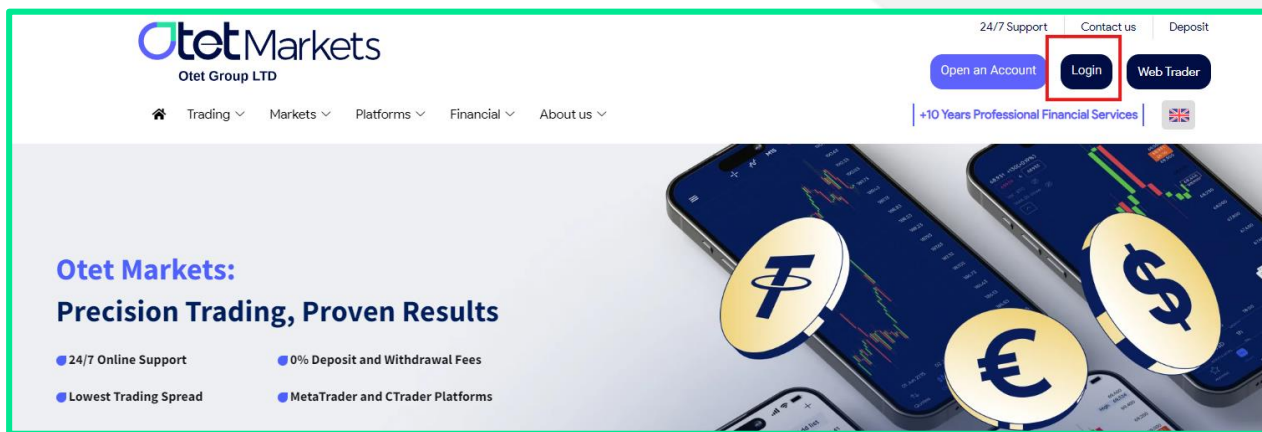 Otet Markets
Otet Group LTD
24/7 Support
Contact us
Deposit
Open an Account
Login
Web Trader
Trading
Markets
Platforms
Financial
About us
+10 Years Professional Financial Services
Otet Markets:
Precision Trading, Proven Results
24/7 Online Support
0% Deposit and Withdrawal Fees
Lowest Trading Spread
MetaTrader and CTrader Platforms